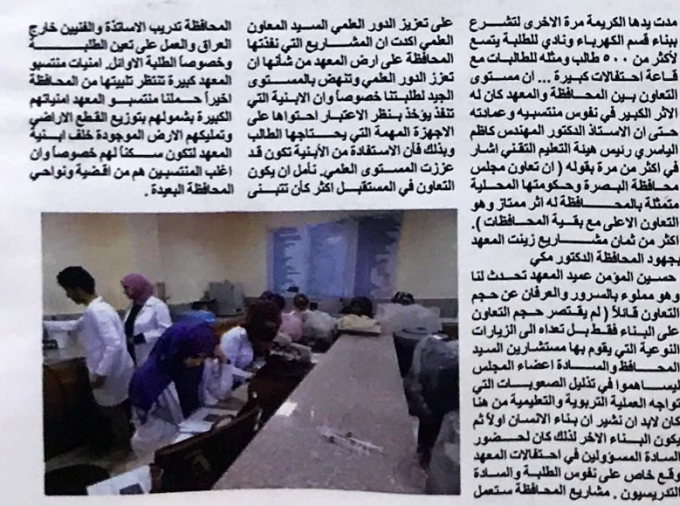 مدت يدها الكريمة مرة الاخرى لتشرع
ببناء قسم الكهرباء ونادي للطلبة يتسع
لأكثر من ٥٠٠ طالب ومثله للطالبات مع
قاعة احتفالات كبيرة ... ان مستوى
التعاون بين المحافظة والمعهد كان له
الاثر الكبير في نفوس منتسبيه وعمادته
حتى ان الاستاذ الدكتور المهندس كاظم
الياسري رئيس هيئة التعليم التقني اشار
في اكثر من مرة بقوله ( ان تعاون مجلس
محافظة البصرة وحكومتها المحلية
متمثلة بالمحافظة له اثر ممتاز وهو
التعاون الاعلى مع بقية المحافظات ).
اكثر من ثمان مشاريع زينت المعهد
بجهود المحافظة الدكتور مكي
حسين المؤمن عميد المعهد تحدث لنا
وهو مملوء بالسرور والعرفان عن حجم
التعاون قائلاً ( لم يقتصر حجم التعاون
على البناء فقط بل تعداه الى الزيارات
النوعية التي يقوم بها مستشارين السيد
المحافظ والسادة اعضاء المجلس
ليساهموا في تذليل الصعوبات التي
تواجه العملية التربوية والتعليمية من هنا
كان لابد ان نشير ان بناء الانسان اولاً ثم
يكون البناء الاخر لذلك كان لحضور
السادة المسؤولين في احتفالات المعهد
وقع خاص على نفوس الطلبة والسادة
التدريسيون . مشاريع المحافظة ستعمل
على تعزيز الدور العلمي السيد المعاون
العلمي اكدت ان المشاريع التي نفذتها
المحافظة على ارض المعهد من شأنها ان
تعزز الدور العلمي وتنهض بالمستوى
الجيد لطلبتنا خصوصاً وان الابنية التي
تنفذ يؤخذ بنظر الاعتبار احتواها على
الاجهزة المهمة التي يحتاجها الطالب
وبذلك فأن الاستفادة من الأبنية تكون قد
عززت المستوى العلمي. نأمل ان يكون
التعاون في المستقبل اكثر كأن تتبنى
المحافظة تدريب الاساتذة والفنيين خارج
العراق والعمل على تعين الطلبة
وخصوصاً الطلبة الاوائل. امنيات منتسبو
المعهد كبيرة تنتظر تلبيتها من المحافظة
اخيراً حملنا منتسبو المعهد امنياتهم
الكبيرة بشمولهم بتوزيع القطع الاراضي
وتمليكهم الارض الموجودة خلف ابنية
المعهد لتكون سكناً لهم خصوصاً وان
اغلب المنتسبين هم من اقضية ونواحي
المحافظة البعيدة .